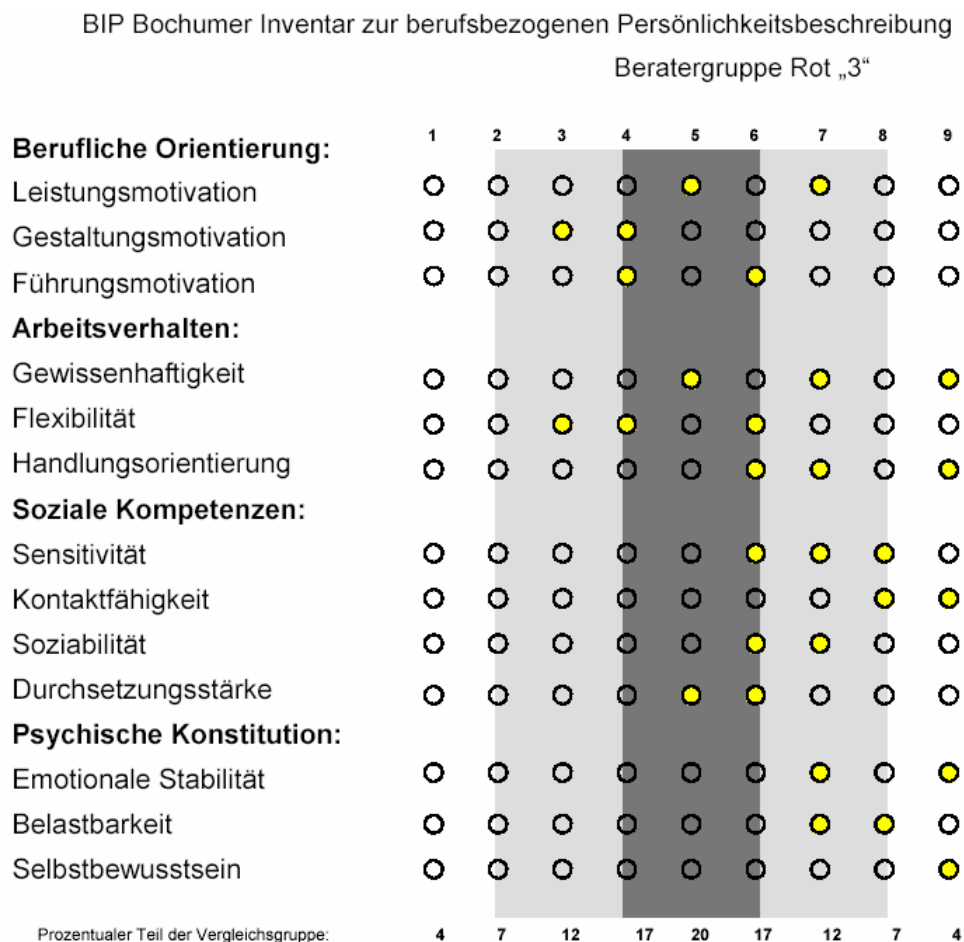 BIP Bochumer Inventar zur berufsbezogenen Persönlichkeitsbeschreibung
Beratergruppe Rot „3“
Berufliche Orientierung: 1 2 3 4 5 6 7 8 9
Leistungsmotivation
Gestaltungsmotivation
Führungsmotivation
Arbeitsverhalten:
Gewissenhaftigkeit
Flexibilität
Handlungsorientierung
Soziale Kompetenzen:
Sensitivität
Kontaktfähigkeit
Soziabilität
Durchsetzungsstärke
Psychische Konstitution:
Emotionale Stabilität
Belastbarkeit
Selbstbewusstsein
Prozentualer Teil der Vergleichsgruppe: 4 7 12 17 20 17 12 7 4